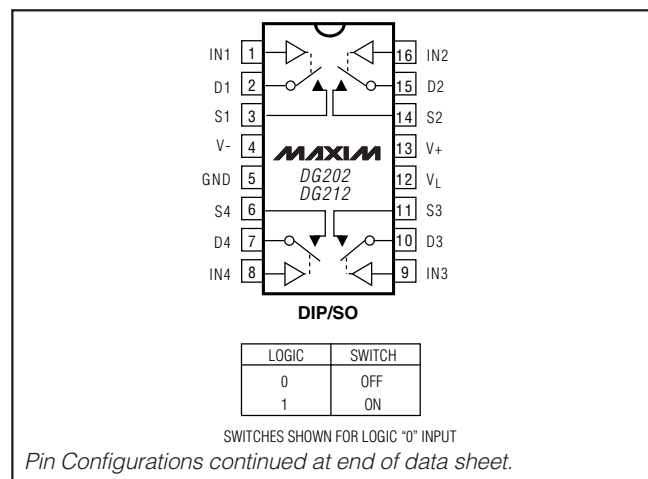 IN1 1 16 IN2
D1 2 15 D2
S1 3 14 S2
V- 4 MAXIM 13 V+
GND 5 DG202 12 VL
DG212
S4 6 11 S3
D4 7 10 D3
IN4 8 9 IN3
DIP/SO
LOGIC SWITCH
0 OFF
1 ON
SWITCHES SHOWN FOR LOGIC “0” INPUT
Pin Configurations continued at end of data sheet.